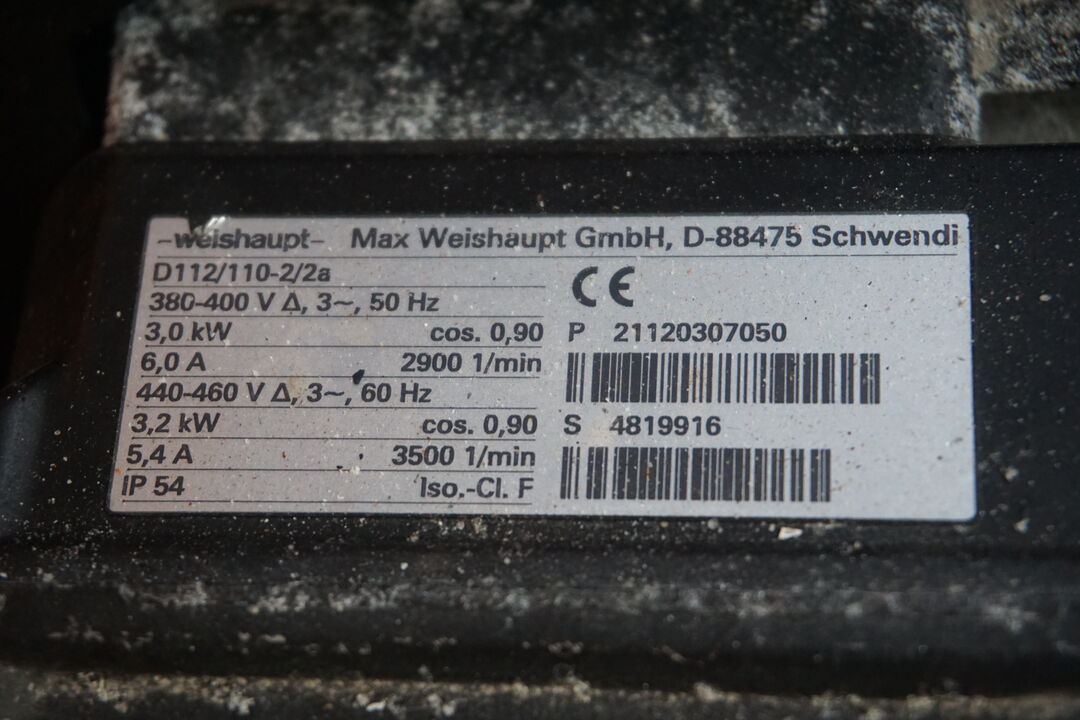 -weishaupt- Max Weishaupt GmbH, D-88475 Schwendi
D112/110-2/2a
380-400 V Δ, 3~, 50 Hz
3,0 kW cos. 0,90
6,0 A 2900 1/min
440-460 V Δ, 3~, 60 Hz
3,2 kW cos. 0,90
5,4 A 3500 1/min
IP 54 Iso.-Cl. F
CE
P 21120307050
S 4819916